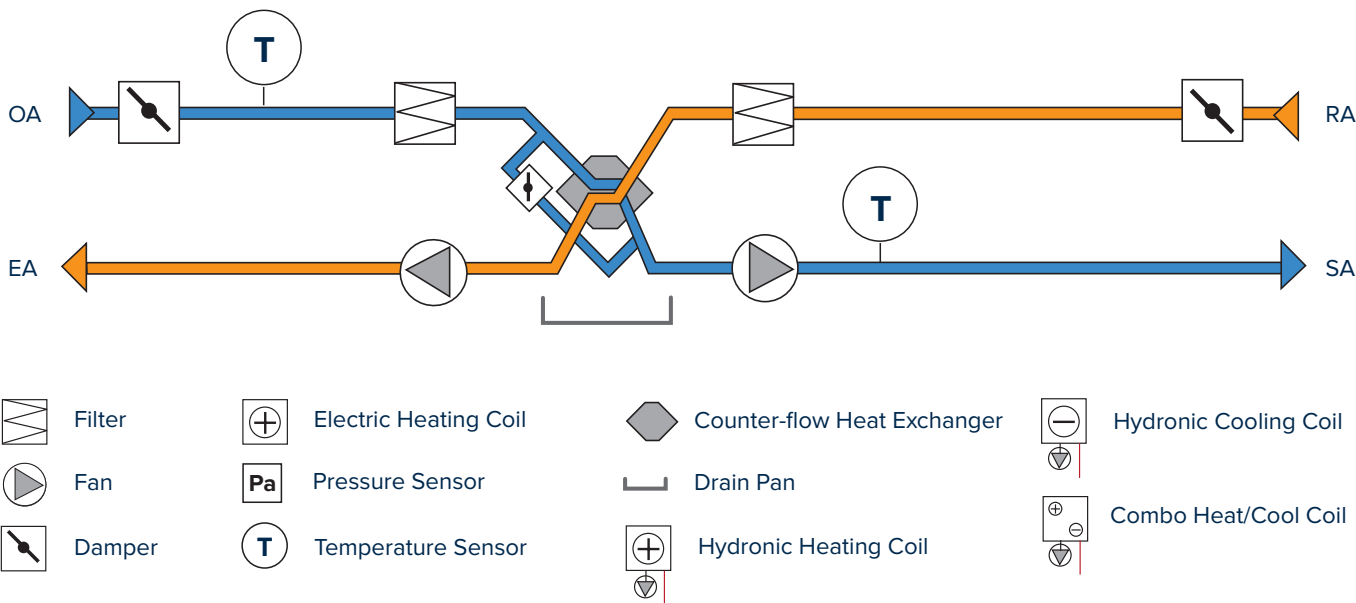 T
OA
RA
T
EA
SA
Filter
Electric Heating Coil
Counter-flow Heat Exchanger
Hydronic Cooling Coil
Fan
Pa
Pressure Sensor
Drain Pan
Combo Heat/Cool Coil
Damper
T
Temperature Sensor
Hydronic Heating Coil